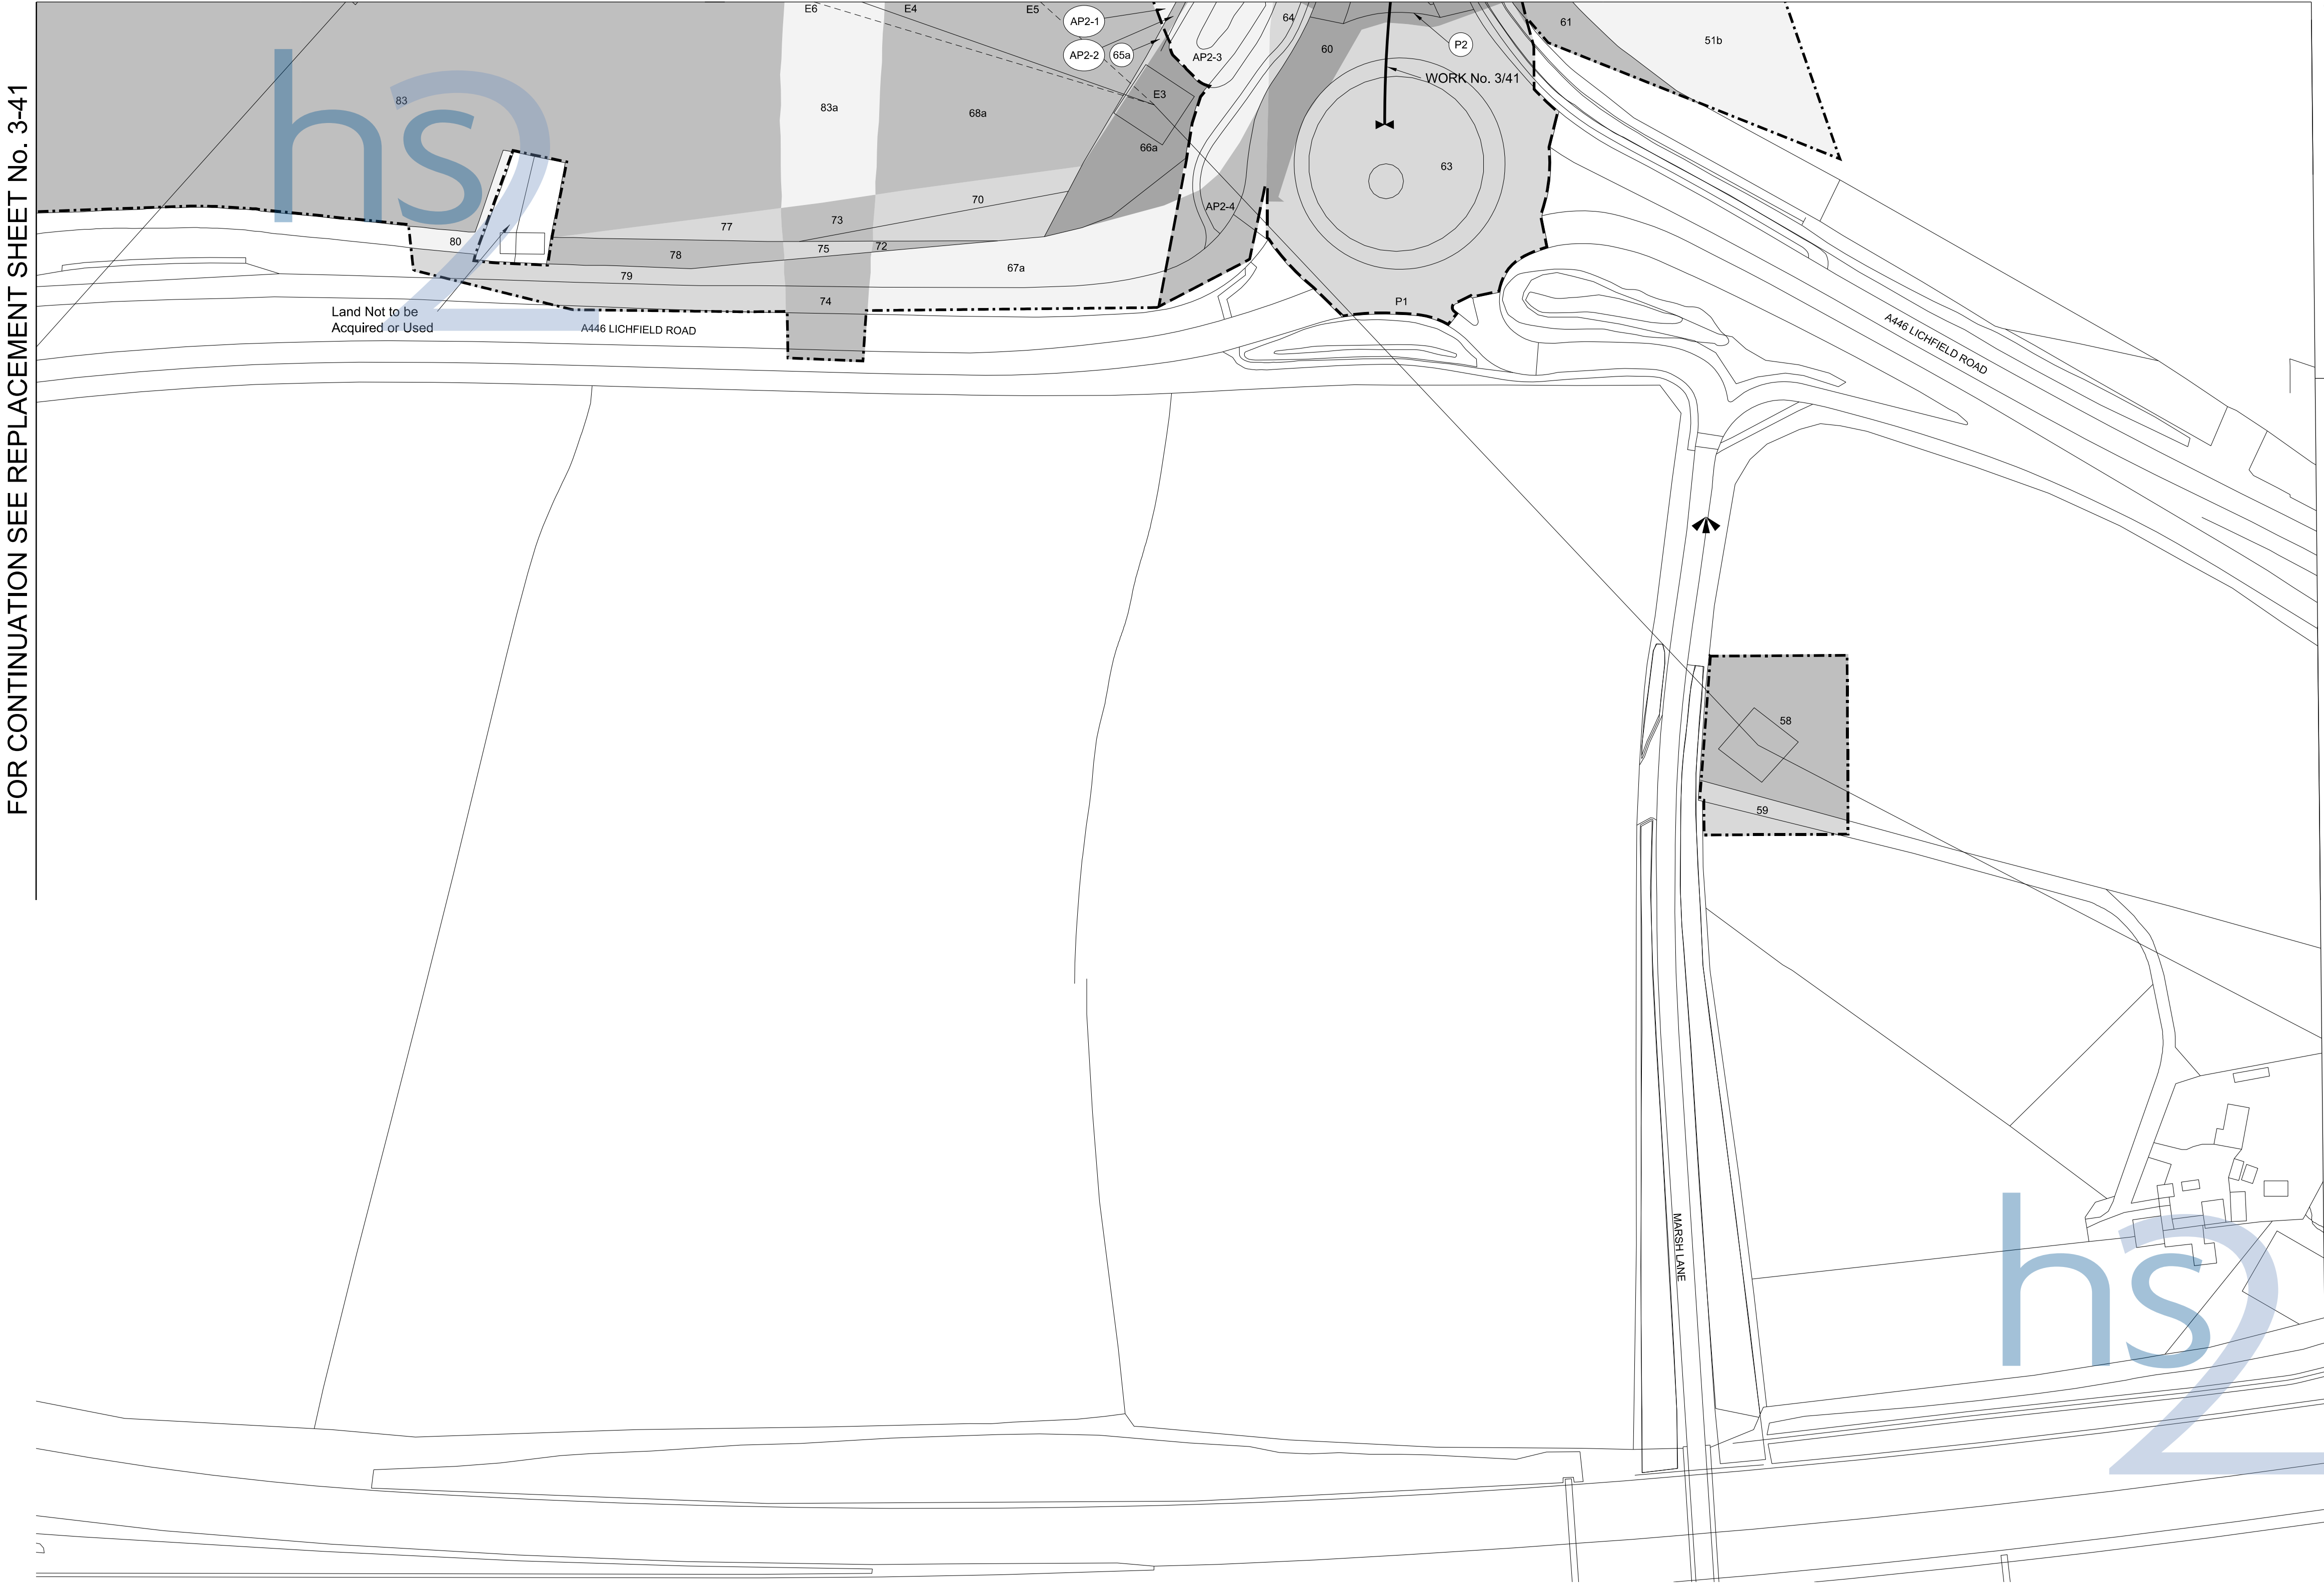 FOR CONTINUATION SEE REPLACEMENT SHEET No. 3-41
E6
E4
E5
AP2-1
AP2-2
65a
AP2-3
64
60
P2
61
51b
WORK No. 3/41
83
83a
68a
E3
66a
63
70
AP2-4
77
73
80
78
75
72
79
67a
74
P1
Land Not to be
Acquired or Used
A446 LICHFIELD ROAD
A446 LICHFIELD ROAD
58
59
MARSH LANE
hs2
hs2